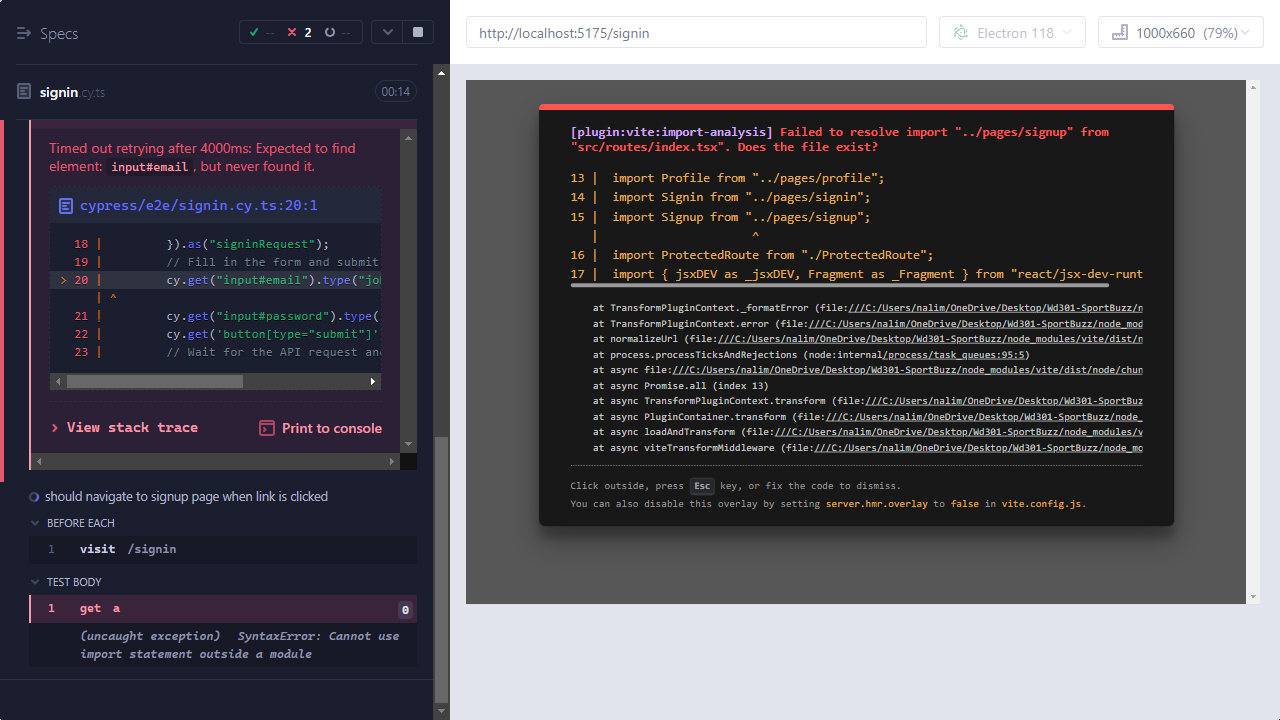 Specs
-- 2 --
signin.cy.ts 00:14
Timed out retrying after 4000ms: Expected to find
element: input#email, but never found it.
cypress/e2e/signin.cy.ts:20:1
18 | }).as("signinRequest");
19 | // Fill in the form and submit
> 20 | cy.get("input#email").type("jo
| ^
21 | cy.get("input#password").type(
22 | cy.get('button[type="submit"]'
23 | // Wait for the API request an
> View stack trace
Print to console
should navigate to signup page when link is clicked
BEFORE EACH
1 visit /signin
TEST BODY
1 get a 0
(uncaught exception) SyntaxError: Cannot use
import statement outside a module
http://localhost:5175/signin
Electron 118
1000x660 (79%)
[plugin:vite:import-analysis] Failed to resolve import "../pages/signup" from
"src/routes/index.tsx". Does the file exist?
13 | import Profile from "../pages/profile";
14 | import Signin from "../pages/signin";
15 | import Signup from "../pages/signup";
| ^
16 | import ProtectedRoute from "./ProtectedRoute";
17 | import { jsxDEV as _jsxDEV, Fragment as _Fragment } from "react/jsx-dev-runt
at TransformPluginContext._formatError (file:///C:/Users/nalim/OneDrive/Desktop/Wd301-SportBuzz/n
at TransformPluginContext.error (file:///C:/Users/nalim/OneDrive/Desktop/Wd301-SportBuzz/node_mod
at normalizeUrl (file:///C:/Users/nalim/OneDrive/Desktop/Wd301-SportBuzz/node_modules/vite/dist/n
at process.processTicksAndRejections (node:internal/process/task_queues:95:5)
at async file:///C:/Users/nalim/OneDrive/Desktop/Wd301-SportBuzz/node_modules/vite/dist/node/chun
at async Promise.all (index 13)
at async TransformPluginContext.transform (file:///C:/Users/nalim/OneDrive/Desktop/Wd301-SportBuz
at async PluginContainer.transform (file:///C:/Users/nalim/OneDrive/Desktop/Wd301-SportBuzz/node_
at async loadAndTransform (file:///C:/Users/nalim/OneDrive/Desktop/Wd301-SportBuzz/node_modules/v
at async viteTransformMiddleware (file:///C:/Users/nalim/OneDrive/Desktop/Wd301-SportBuzz/node_mo
Click outside, press Esc key, or fix the code to dismiss.
You can also disable this overlay by setting server.hmr.overlay to false in vite.config.js.